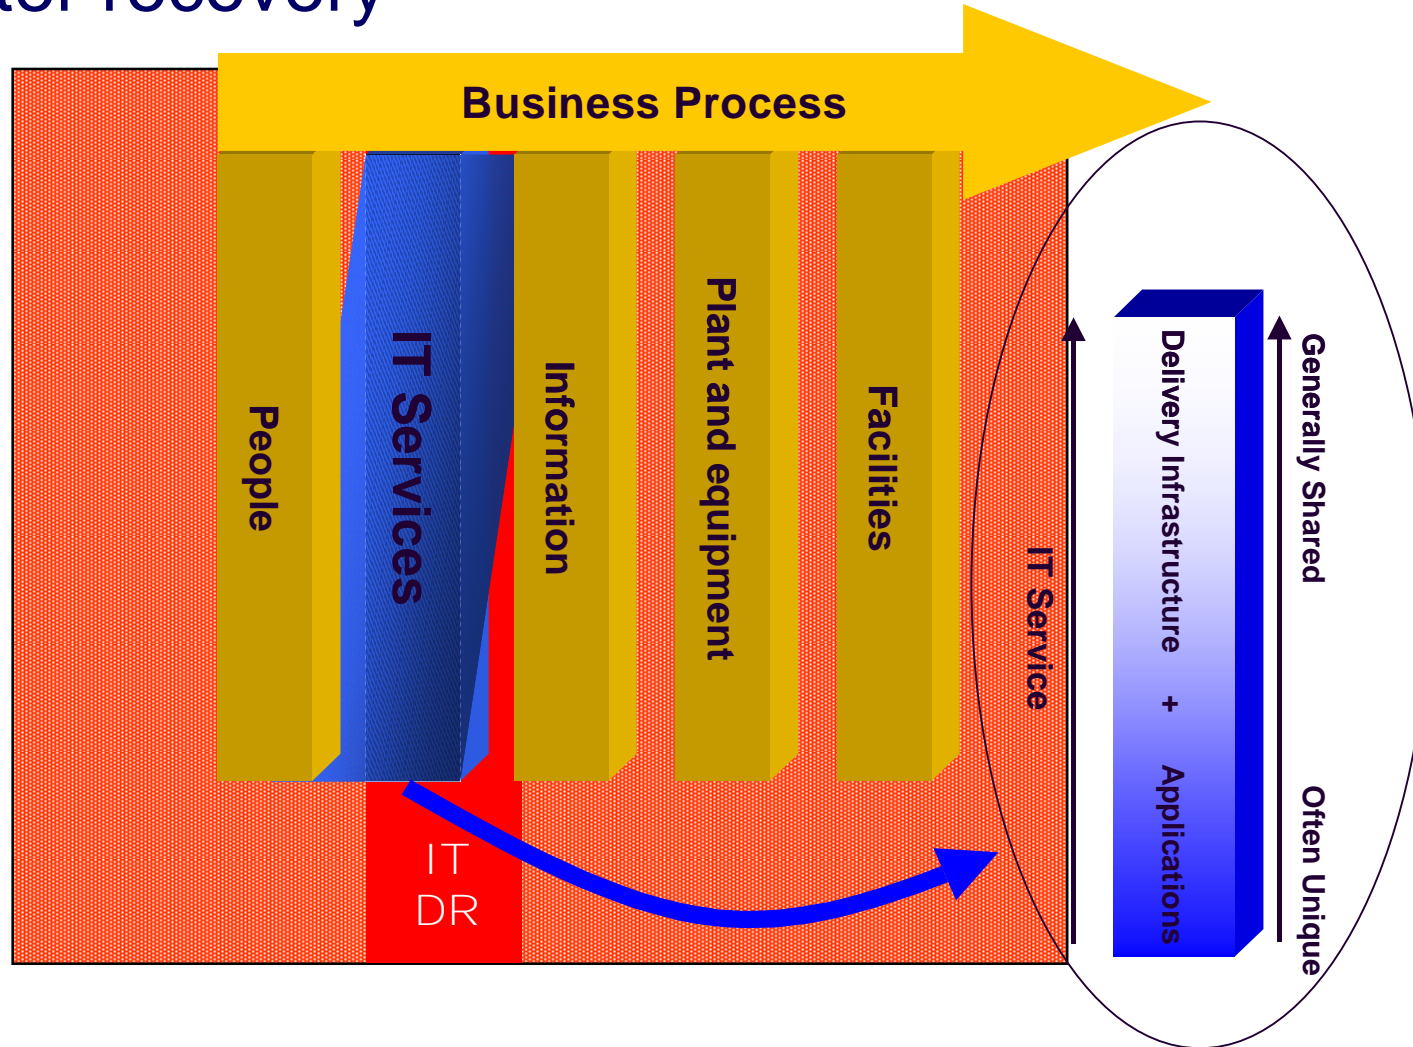 recovery
Business Process
People
IT Services
Information
Plant and equipment
Facilities
IT Service
Delivery Infrastructure + Applications
Generally Shared
Often Unique
IT
DR